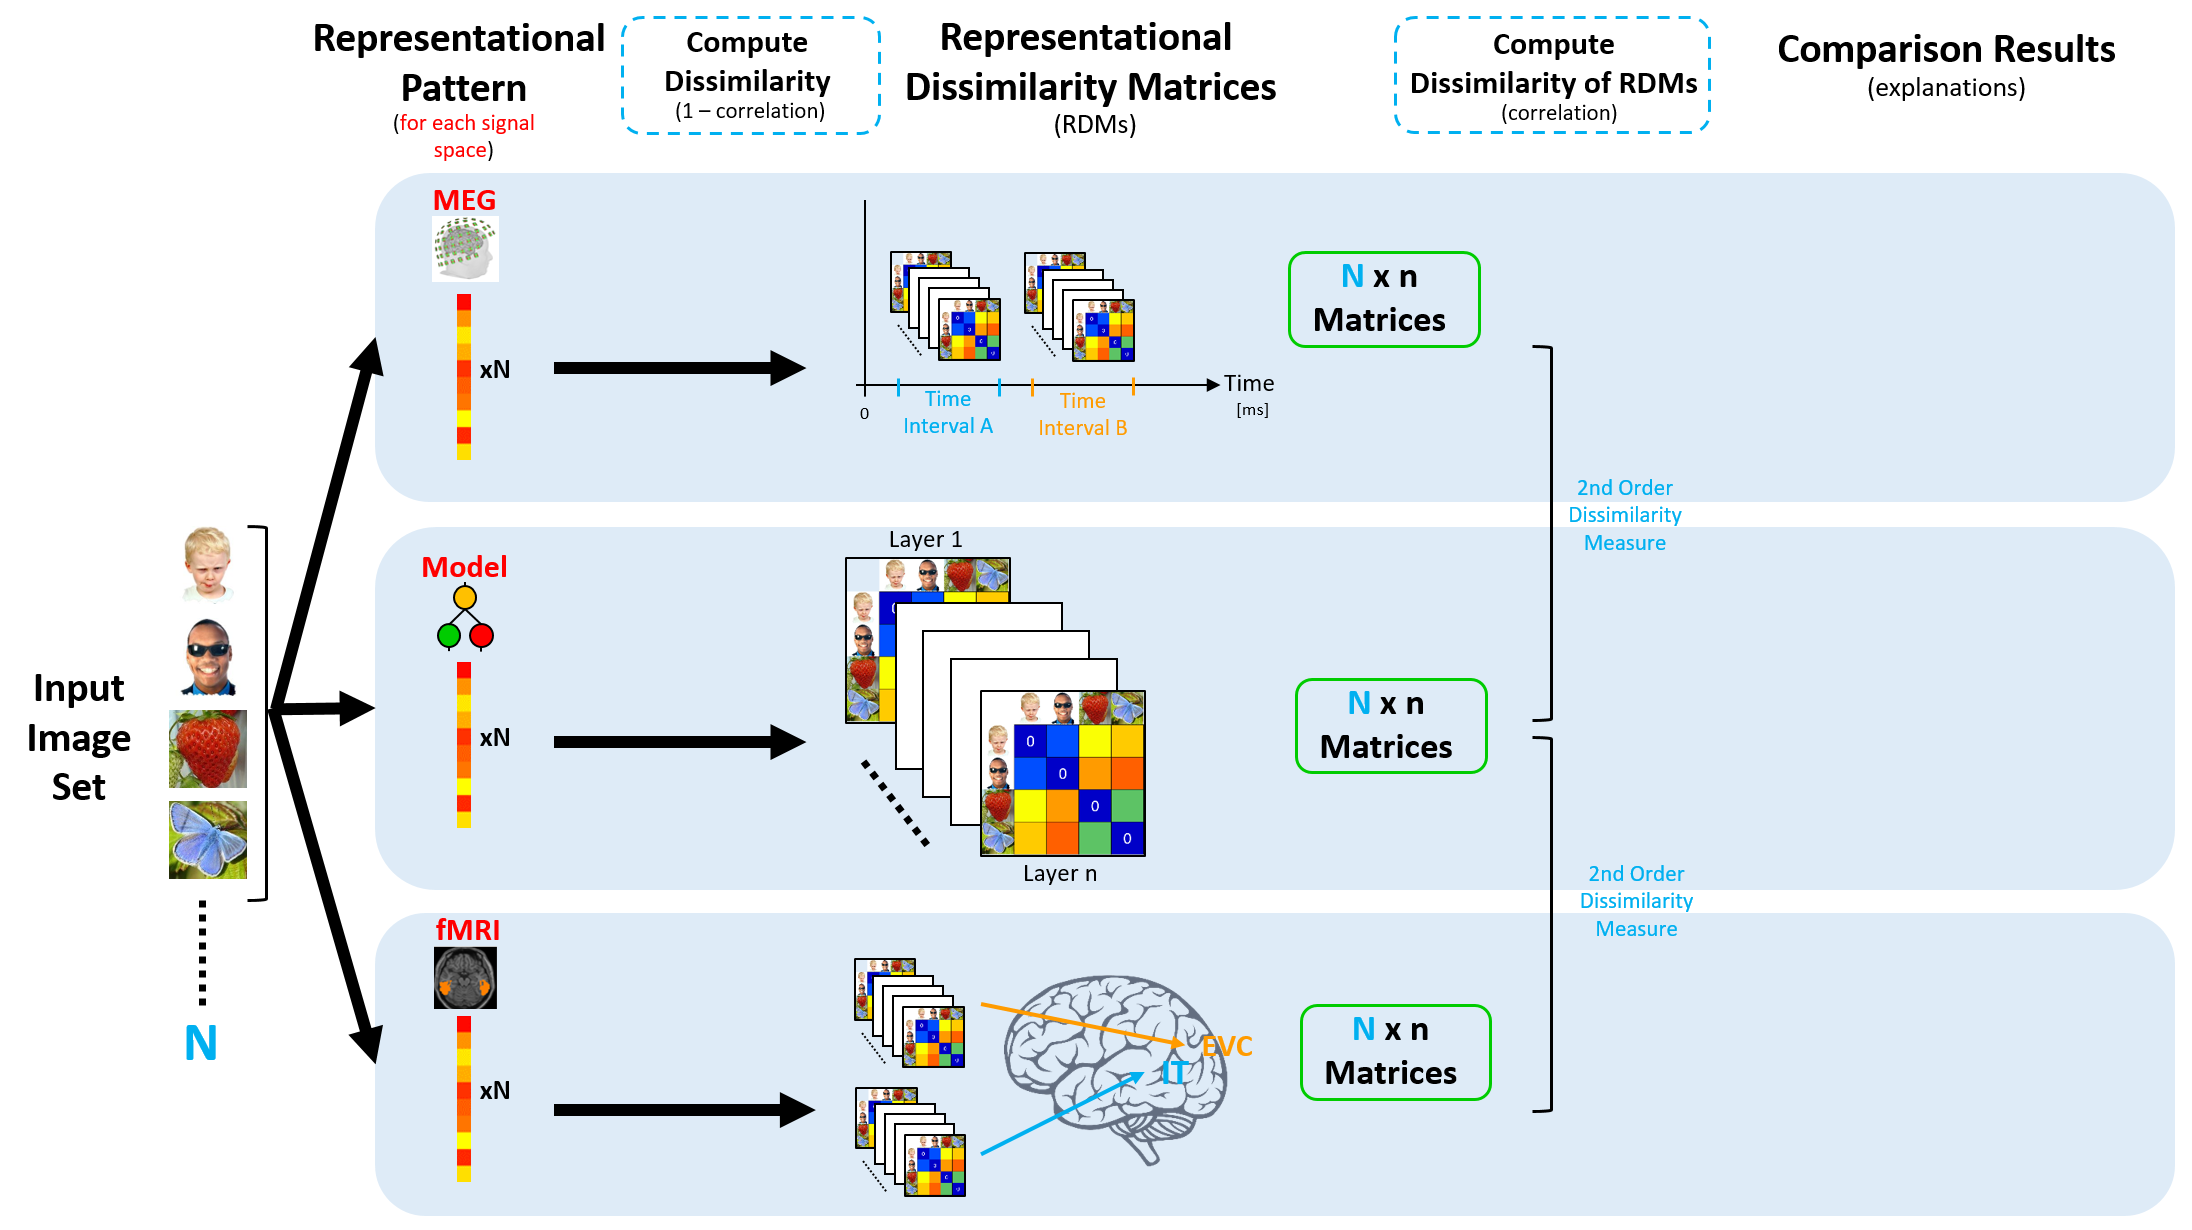 Representational
Pattern
(for each signal
space)
Compute
Dissimilarity
(1 – correlation)
Representational
Dissimilarity Matrices
(RDMs)
Compute
Dissimilarity of RDMs
(correlation)
Comparison Results
(explanations)
MEG
xN
0
Time
Interval A
Time
Interval B
Time
[ms]
N x n
Matrices
2nd Order
Dissimilarity
Measure
Input
Image
Set
N
Model
xN
Layer 1
0
0
0
0
Layer n
N x n
Matrices
2nd Order
Dissimilarity
Measure
fMRI
xN
EVC
IT
N x n
Matrices